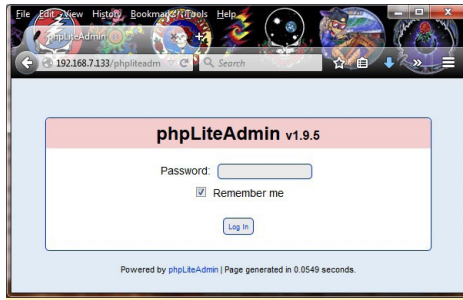 File Edit View History Bookmarks Tools Help
phpLiteAdmin
192.168.7.133/phpliteadm
Search
phpLiteAdmin v1.9.5
Password:
Remember me
Log In
Powered by phpLiteAdmin | Page generated in 0.0549 seconds.